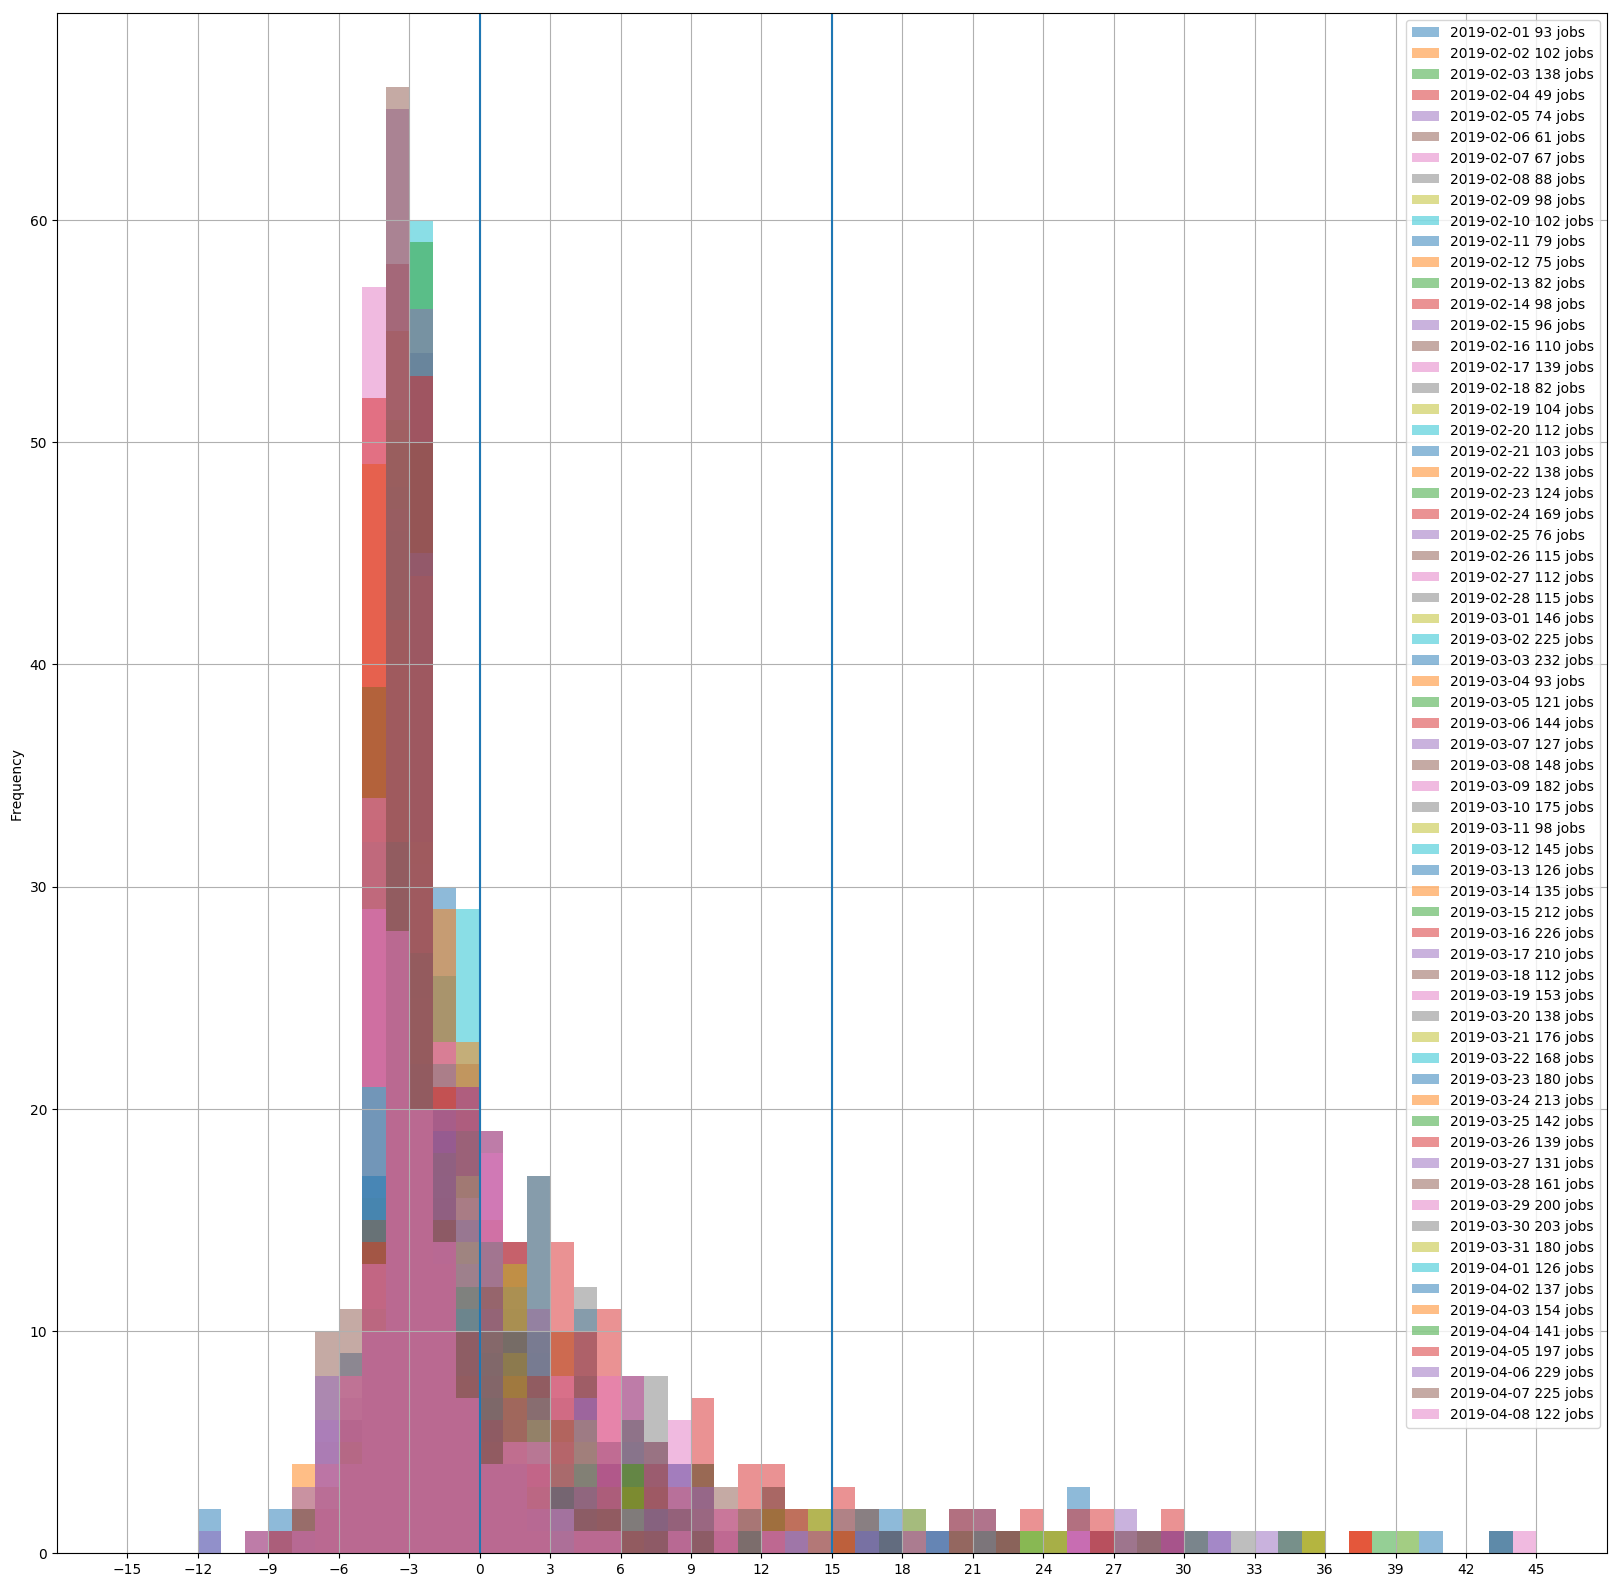 2019-02-01 93 jobs
2019-02-02 102 jobs
2019-02-03 138 jobs
2019-02-04 49 jobs
2019-02-05 74 jobs
2019-02-06 61 jobs
2019-02-07 67 jobs
2019-02-08 88 jobs
2019-02-09 98 jobs
2019-02-10 102 jobs
2019-02-11 79 jobs
2019-02-12 75 jobs
2019-02-13 82 jobs
2019-02-14 98 jobs
2019-02-15 96 jobs
2019-02-16 110 jobs
2019-02-17 139 jobs
2019-02-18 82 jobs
2019-02-19 104 jobs
2019-02-20 112 jobs
2019-02-21 103 jobs
2019-02-22 138 jobs
2019-02-23 124 jobs
2019-02-24 169 jobs
2019-02-25 76 jobs
2019-02-26 115 jobs
2019-02-27 112 jobs
2019-02-28 115 jobs
2019-03-01 146 jobs
2019-03-02 225 jobs
2019-03-03 232 jobs
2019-03-04 93 jobs
2019-03-05 121 jobs
2019-03-06 144 jobs
2019-03-07 127 jobs
2019-03-08 148 jobs
2019-03-09 182 jobs
2019-03-10 175 jobs
2019-03-11 98 jobs
2019-03-12 145 jobs
2019-03-13 126 jobs
2019-03-14 135 jobs
2019-03-15 212 jobs
2019-03-16 226 jobs
2019-03-17 210 jobs
2019-03-18 112 jobs
2019-03-19 153 jobs
2019-03-20 138 jobs
2019-03-21 176 jobs
2019-03-22 168 jobs
2019-03-23 180 jobs
2019-03-24 213 jobs
2019-03-25 142 jobs
2019-03-26 139 jobs
2019-03-27 131 jobs
2019-03-28 161 jobs
2019-03-29 200 jobs
2019-03-30 203 jobs
2019-03-31 180 jobs
2019-04-01 126 jobs
2019-04-02 137 jobs
2019-04-03 154 jobs
2019-04-04 141 jobs
2019-04-05 197 jobs
2019-04-06 229 jobs
2019-04-07 225 jobs
2019-04-08 122 jobs
Frequency
60
50
40
30
20
10
0
−15 −12 −9 −6 −3 0 3 6 9 12 15 18 21 24 27 30 33 36 39 42 45